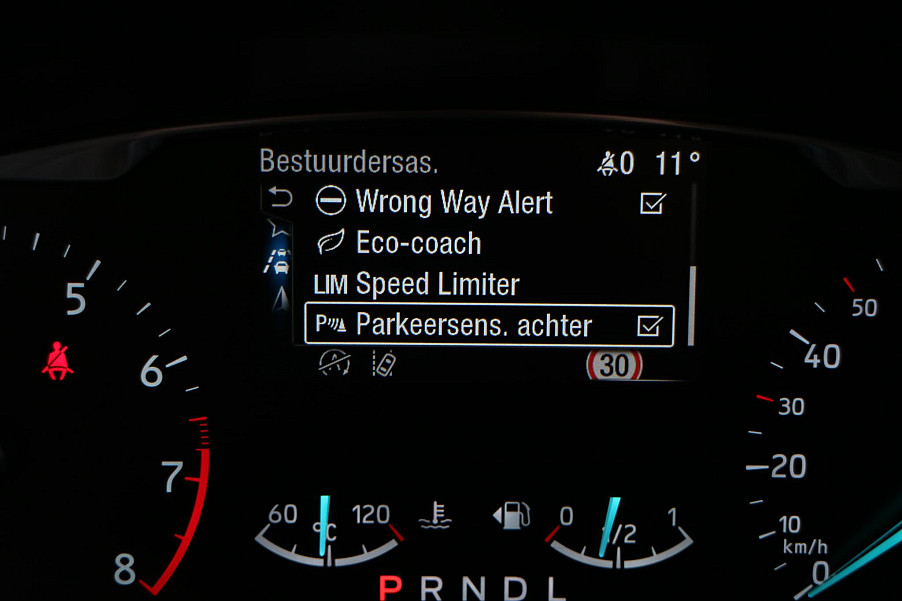 Bestuurdersas. 0 11°
Wrong Way Alert
Eco-coach
LIM Speed Limiter
P Parkeersens. achter
30
5
6
7
8
50
40
30
20
10
km/h
0
60 °C 120
0 1/2 1
P R N D L